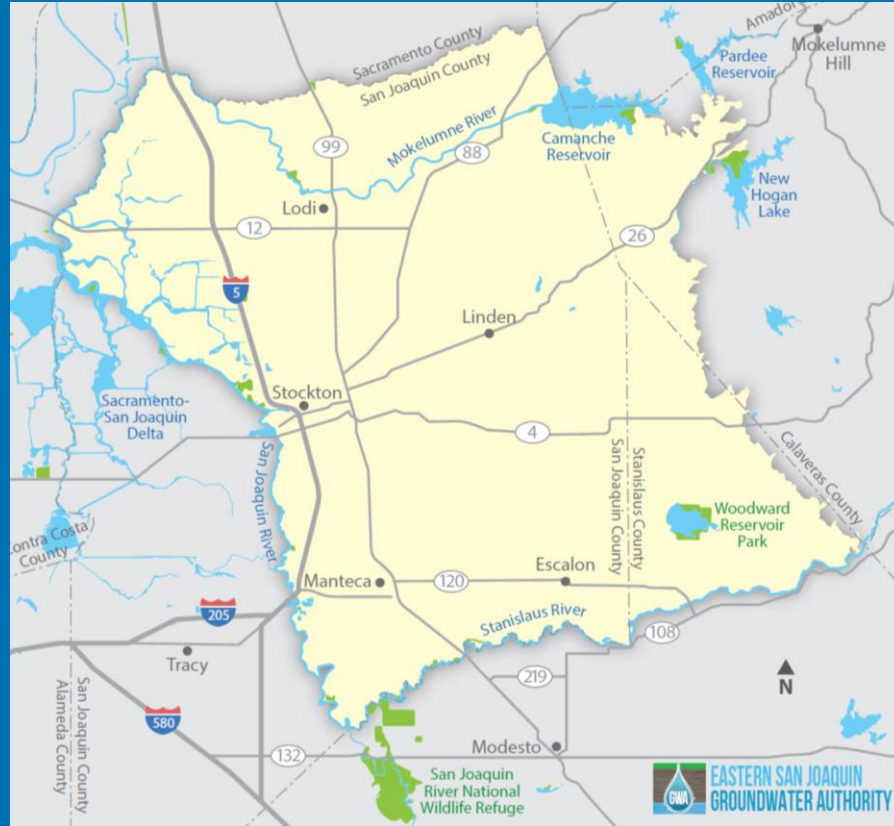 Sacramento County
San Joaquin County
Amador
Mokelumne
Hill
Pardee
Reservoir
Mokelumne River
99
88
Camanche
Reservoir
New
Hogan
Lake
Lodi
12
26
5
Linden
Stockton
Sacramento-
San Joaquin
Delta
4
San Joaquin River
Stanislaus County
San Joaquin County
Calaveras County
Woodward
Reservoir
Park
ontra Costa
County
Manteca
120
Escalon
205
Stanislaus River
108
Tracy
219
N
San Joaquin County
Alameda County
580
132
Modesto
San Joaquin
River National
Wildlife Refuge
GWA
EASTERN SAN JOAQUIN
GROUNDWATER AUTHORITY